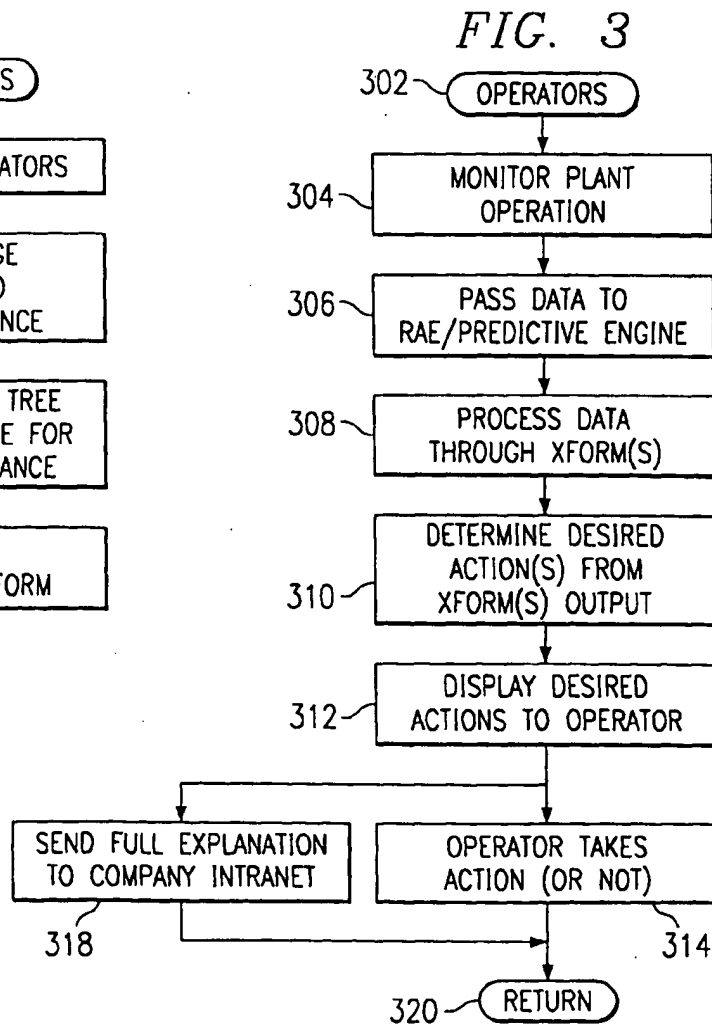 FIG. 3
S
ATORS
GE
NCE
TREE
E FOR
ANCE
FORM
302
OPERATORS
304
MONITOR PLANT
OPERATION
306
PASS DATA TO
RAE/PREDICTIVE ENGINE
308
PROCESS DATA
THROUGH XFORM(S)
310
DETERMINE DESIRED
ACTION(S) FROM
XFORM(S) OUTPUT
312
DISPLAY DESIRED
ACTIONS TO OPERATOR
SEND FULL EXPLANATION
TO COMPANY INTRANET
318
OPERATOR TAKES
ACTION (OR NOT)
314
320
RETURN